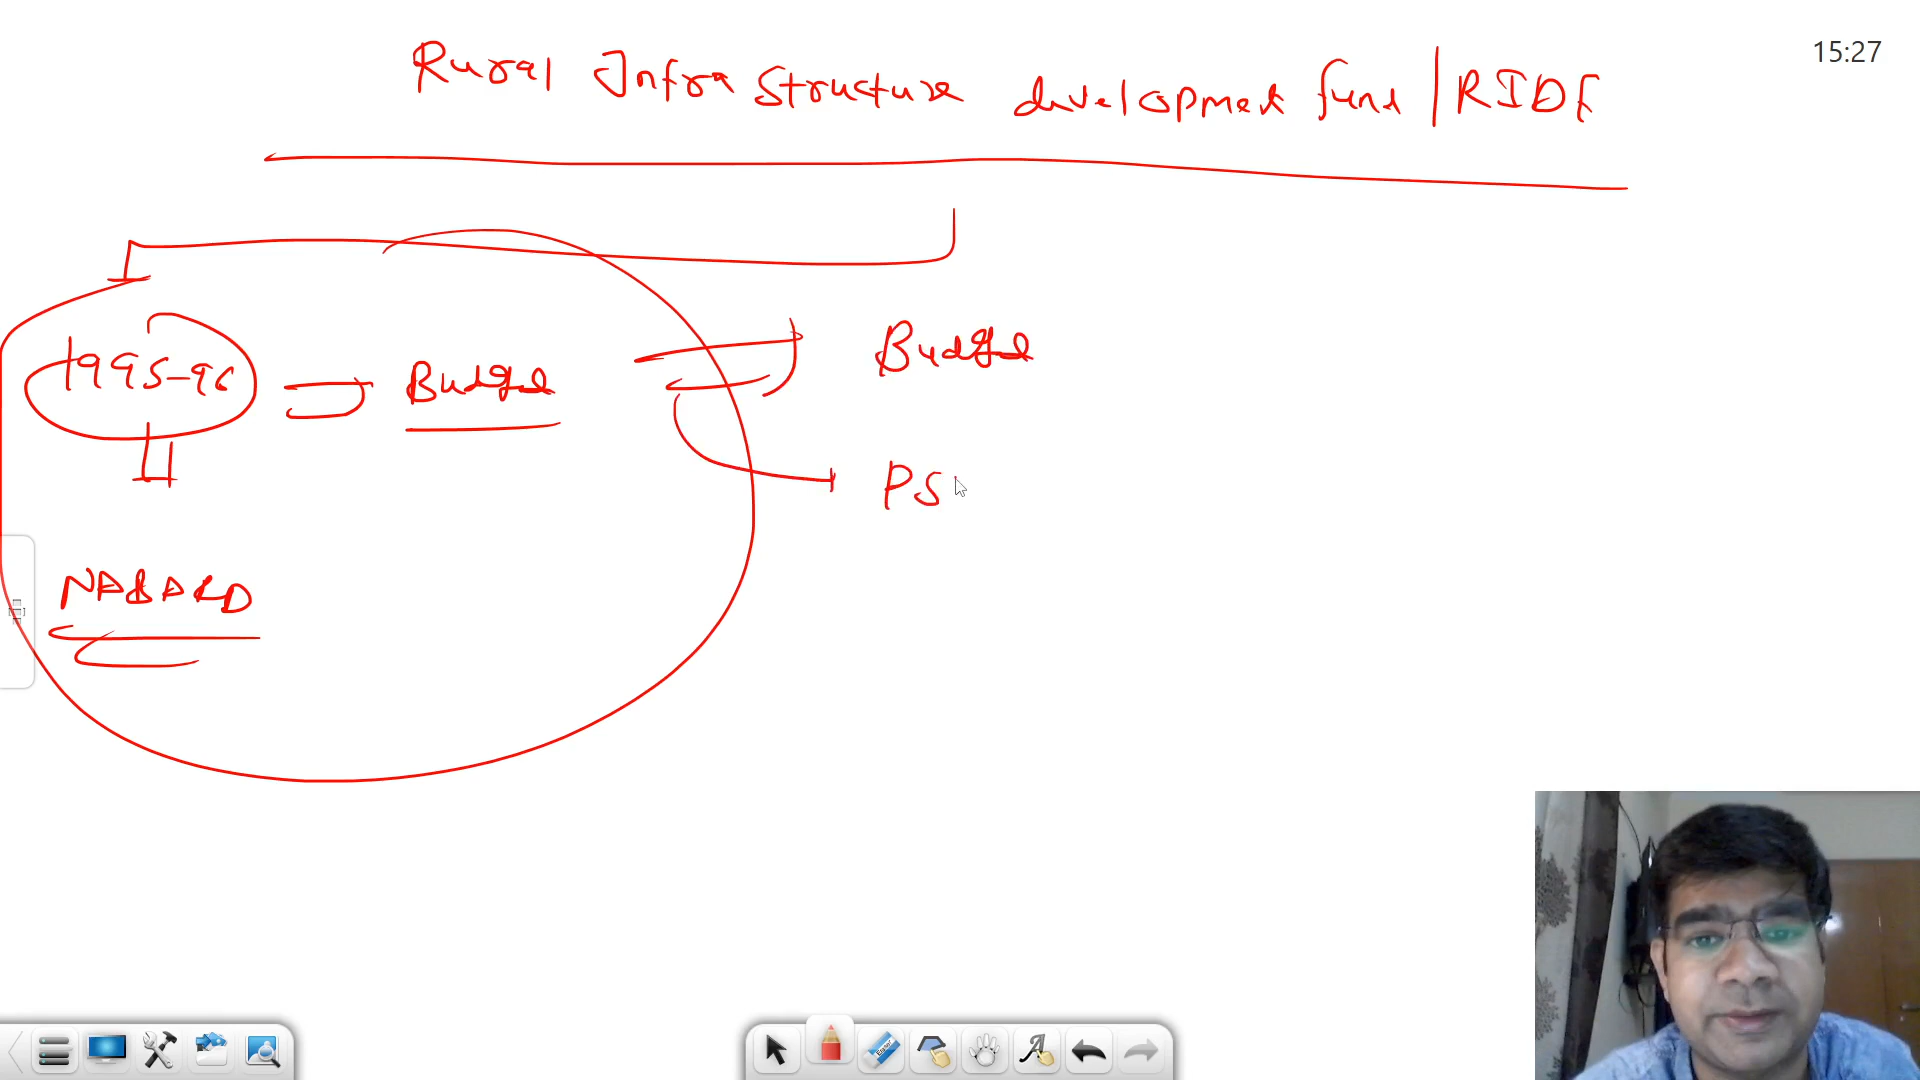 Rural Infra Structure development fund | RIDF
15:27
1995-96
Budget
Budget
PS
NABARD